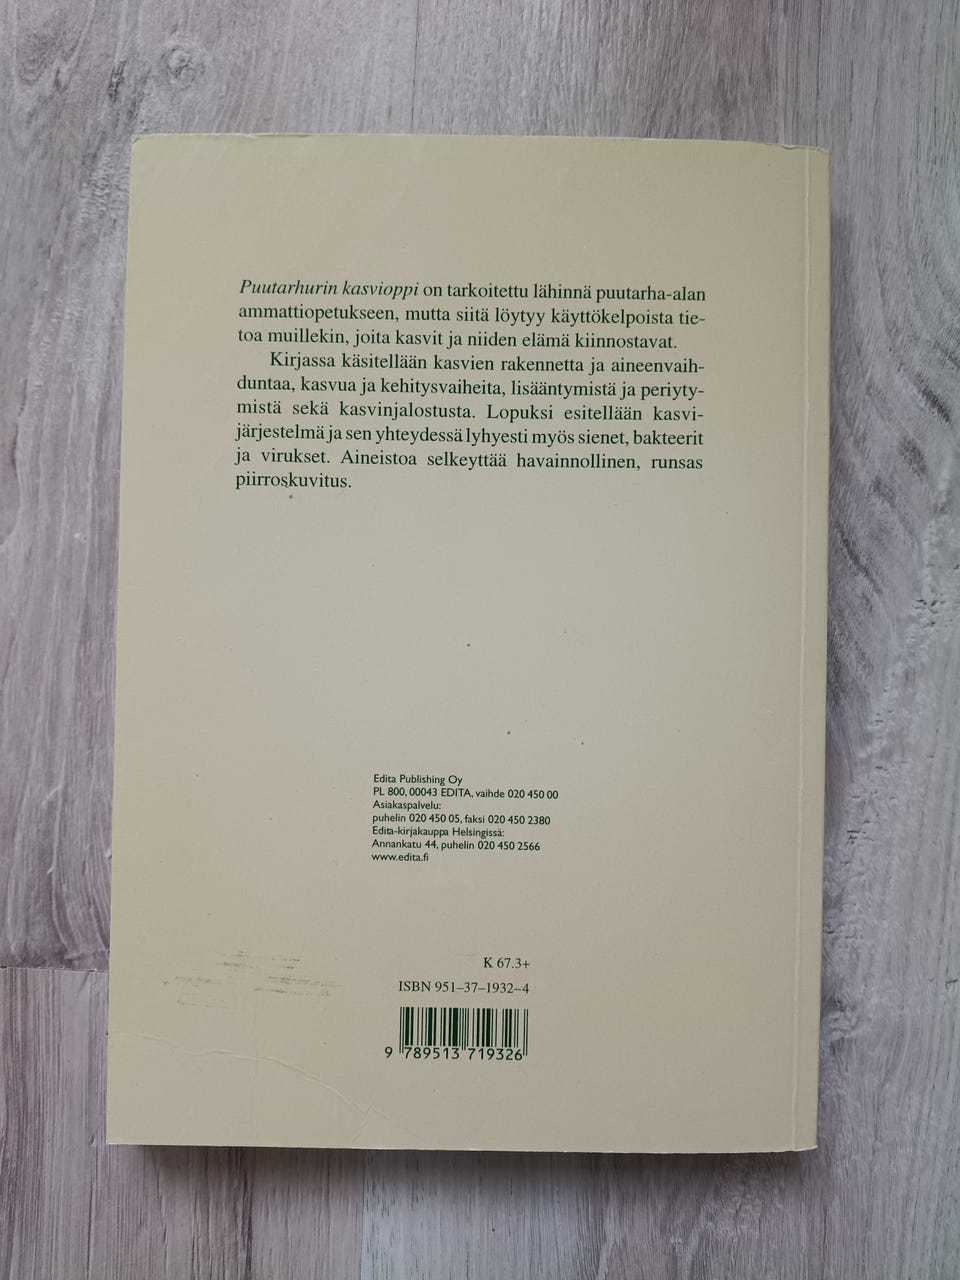 Puutarhurin kasvioppi on tarkoitettu lähinnä puutarha-alan
ammattiopetukseen, mutta siitä löytyy käyttökelpoista tie-
toa muillekin, joita kasvit ja niiden elämä kiinnostavat.
Kirjassa käsitellään kasvien rakennetta ja aineenvaih-
duntaa, kasvua ja kehitysvaiheita, lisääntymistä ja periyty-
mistä sekä kasvinjalostusta. Lopuksi esitellään kasvi-
järjestelmä ja sen yhteydessä lyhyesti myös sienet, bakteerit
ja virukset. Aineistoa selkeyttää havainnollinen, runsas
piirroskuvitus.
Edita Publishing Oy
PL 800, 00043 EDITA, vaihde 020 450 00
Asiakaspalvelu:
puhelin 020 450 05, faksi 020 450 2380
Edita-kirjakauppa Helsingissä:
Annankatu 44, puhelin 020 450 2566
www.edita.fi
K 67.3+
ISBN 951–37–1932–4
9 789513 719326